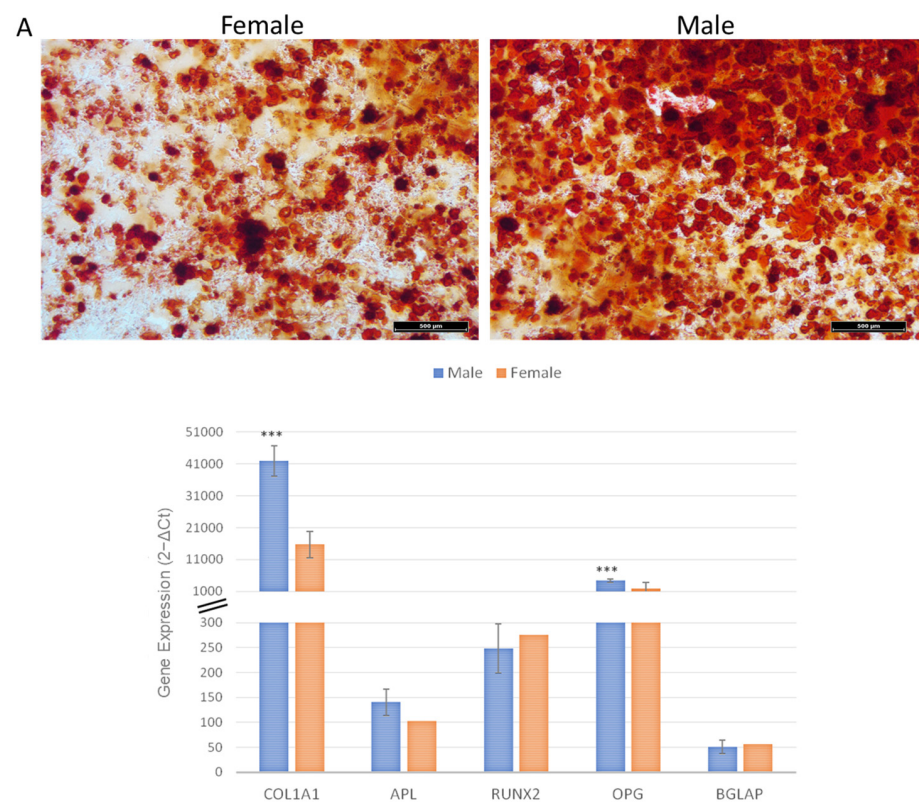 A
Female
Male
500 µm
500 µm
Male
Female
Gene Expression (2−ΔCt)
51000
41000
31000
21000
11000
1000
300
250
200
150
100
50
0
***
***
COL1A1
APL
RUNX2
OPG
BGLAP